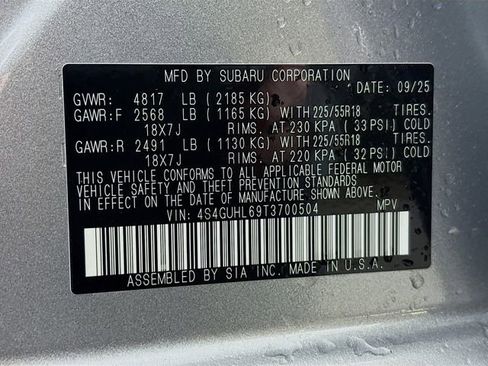 MFD BY SUBARU CORPORATION
DATE: 09/25
GVWR: 4817 LB (2185 KG)
GAWR: F 2568 LB (1165 KG) WITH 225/55R18 TIRES.
18X7J RIMS. AT 230 KPA (33 PSI) COLD
GAWR: R 2491 LB (1130 KG) WITH 225/55R18 TIRES.
18X7J RIMS. AT 220 KPA (32 PSI) COLD
THIS VEHICLE CONFORMS TO ALL APPLICABLE FEDERAL MOTOR
VEHICLE SAFETY AND THEFT PREVENTION STANDARDS IN
EFFECT ON THE DATE OF MANUFACTURE SHOWN ABOVE.
VIN: 4S4GUHL69T3700504 MPV
ASSEMBLED BY SIA INC. MADE IN U.S.A.